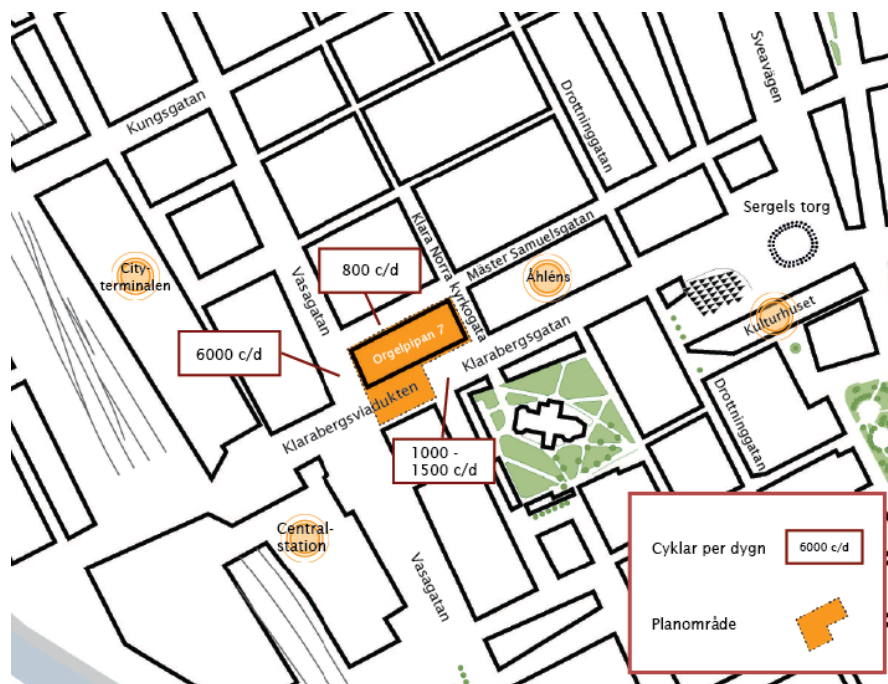 Kungsgatan
Drottninggatan
Sveavägen
Sergels torg
Klara Norra kyrkogata
Mäster Samuelsgatan
City-
terminalen
Vasagatan
800 c/d
Åhléns
Kulturhuset
Orgelpipan 7
6000 c/d
Klarabergsgatan
Klarabergsviadukten
Drottninggatan
1000 -
1500 c/d
Central-
station
Vasagatan
Cyklar per dygn
6000 c/d
Planområde